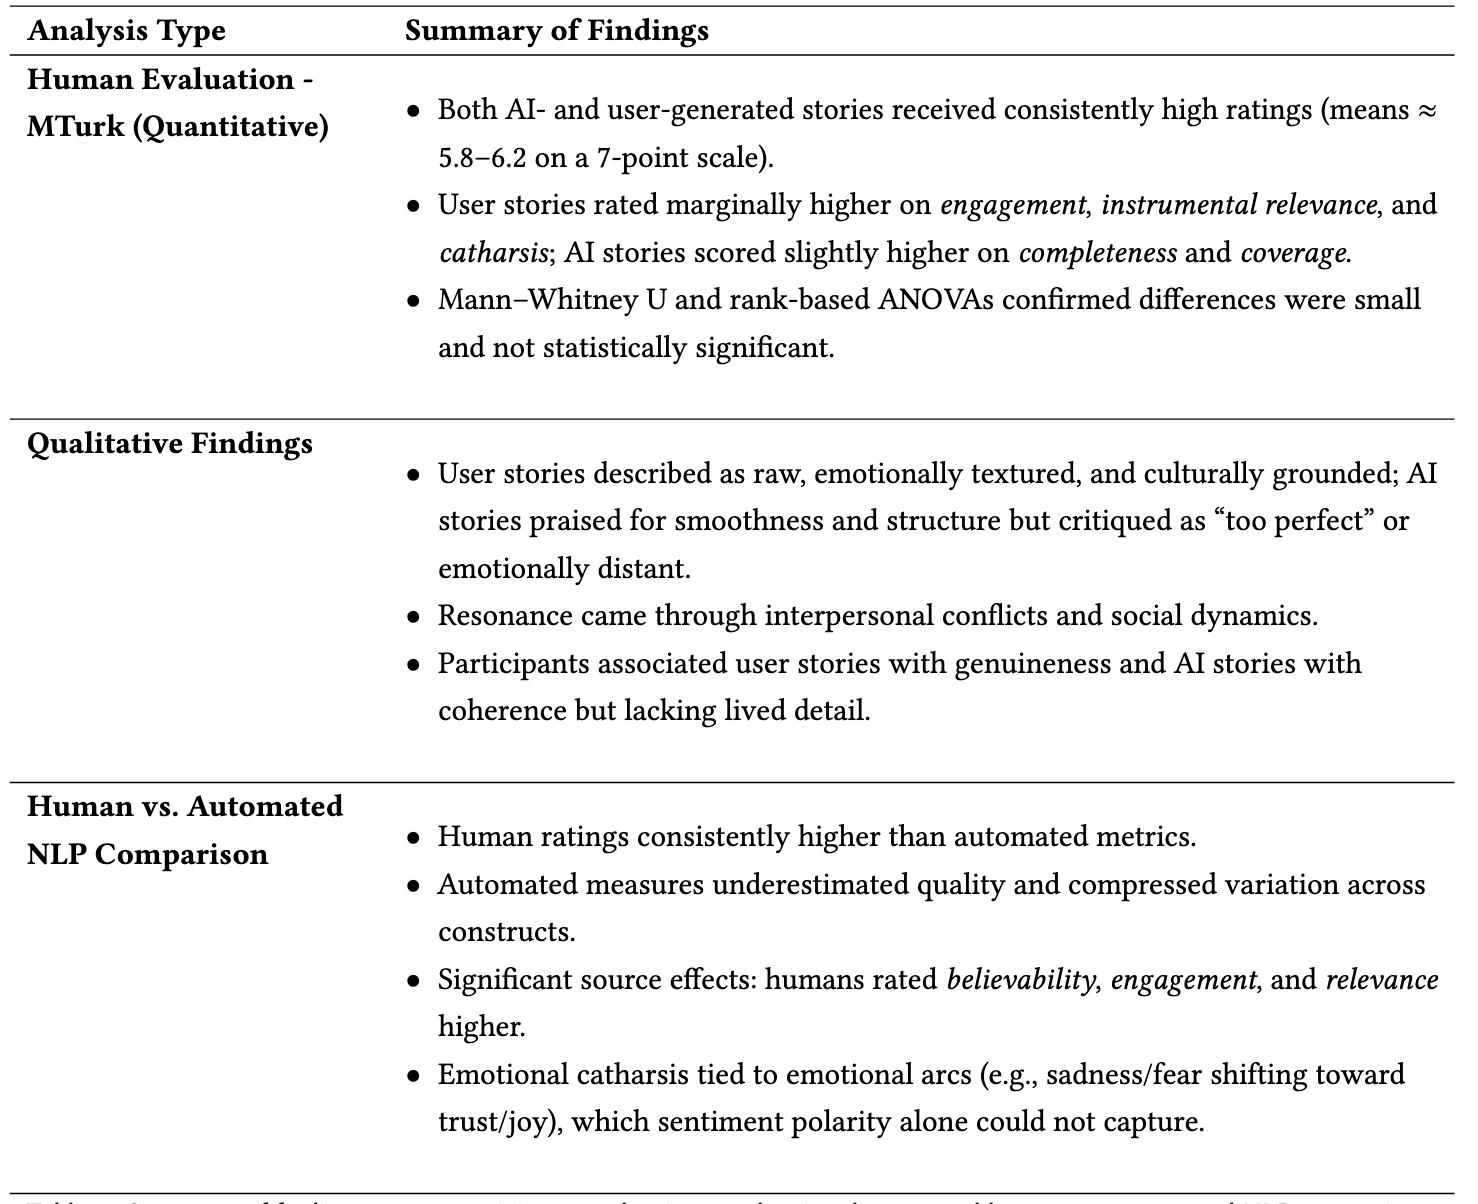 Analysis Type Summary of Findings
Human Evaluation -
MTurk (Quantitative)
● Both AI- and user-generated stories received consistently high ratings (means ≈
5.8–6.2 on a 7-point scale).
● User stories rated marginally higher on engagement, instrumental relevance, and
catharsis; AI stories scored slightly higher on completeness and coverage.
● Mann–Whitney U and rank-based ANOVAs confirmed differences were small
and not statistically significant.
Qualitative Findings
● User stories described as raw, emotionally textured, and culturally grounded; AI
stories praised for smoothness and structure but critiqued as “too perfect” or
emotionally distant.
● Resonance came through interpersonal conflicts and social dynamics.
● Participants associated user stories with genuineness and AI stories with
coherence but lacking lived detail.
Human vs. Automated
NLP Comparison
● Human ratings consistently higher than automated metrics.
● Automated measures underestimated quality and compressed variation across
constructs.
● Significant source effects: humans rated believability, engagement, and relevance
higher.
● Emotional catharsis tied to emotional arcs (e.g., sadness/fear shifting toward
trust/joy), which sentiment polarity alone could not capture.